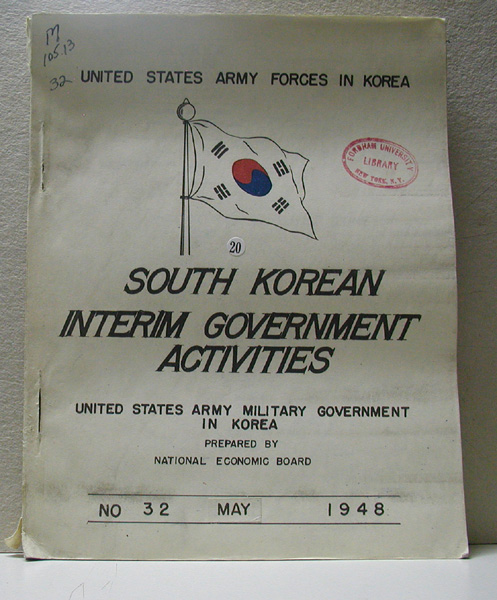 M
105.13
32
UNITED STATES ARMY FORCES IN KOREA
FORDHAM UNIVERSITY
LIBRARY
NEW YORK, N.Y.
20
SOUTH KOREAN
INTERIM GOVERNMENT
ACTIVITIES
UNITED STATES ARMY MILITARY GOVERNMENT
IN KOREA
PREPARED BY
NATIONAL ECONOMIC BOARD
NO 32 MAY 1948